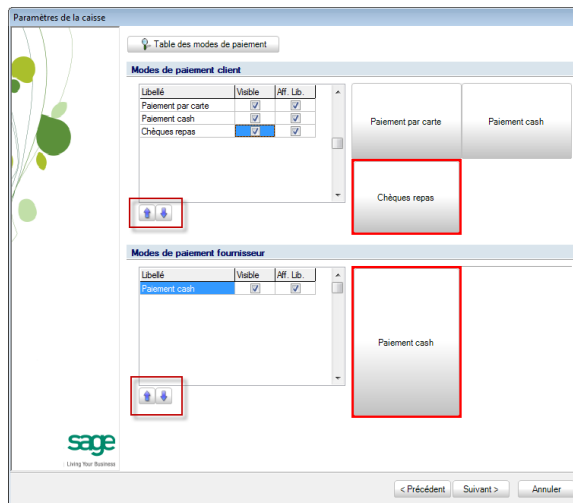 Paramètres de la caisse
Table des modes de paiement
Modes de paiement client
Libellé Visible Aff. Lib.
Paiement par carte
Paiement cash
Chèques repas
Paiement par carte Paiement cash
Chèques repas
Modes de paiement fournisseur
Libellé Visible Aff. Lib.
Paiement cash
Paiement cash
sage
Living Your Business
< Précédent Suivant > Annuler